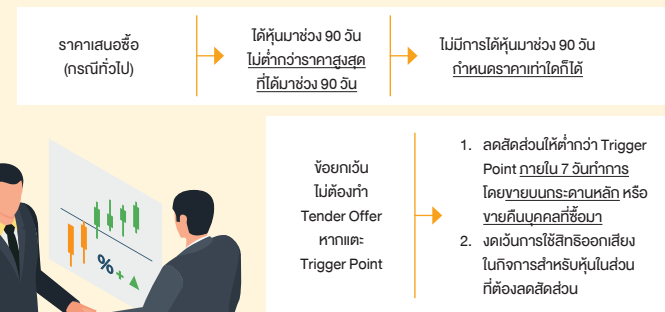 ราคาเสนอซื้อ
(กรณีทั่วไป)
ได้หุ้นมาช่วง 90 วัน
ไม่ต่ำกว่าราคาสูงสุด
ที่ได้มาช่วง 90 วัน
ไม่มีการได้หุ้นมาช่วง 90 วัน
กำหนดราคาเท่าใดก็ได้
ข้อยกเว้น
ไม่ต้องทำ
Tender Offer
หากแตะ
Trigger Point
1. ลดสัดส่วนให้ต่ำกว่า Trigger
Point ภายใน 7 วันทำการ
โดยขายบนกระดานหลัก หรือ
ขายคืนบุคคลที่ซื้อมา
2. งดเว้นการใช้สิทธิออกเสียง
ในกิจการสำหรับหุ้นในส่วน
ที่ต้องลดสัดส่วน
%+